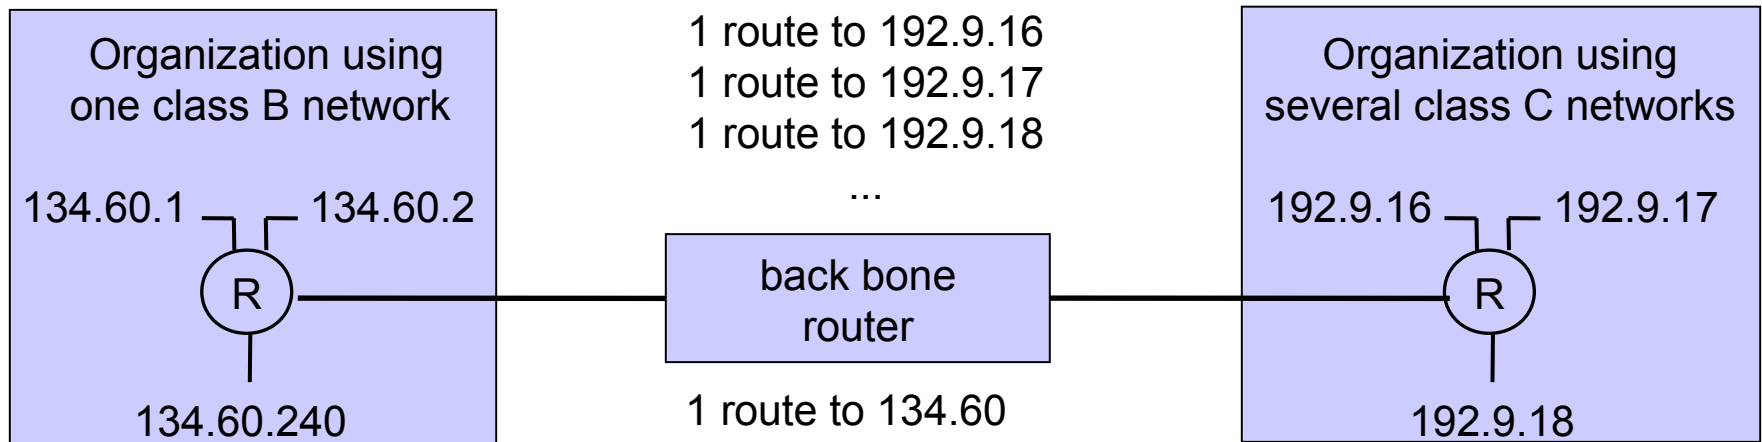 Organization using
one class B network
134.60.1
134.60.2
R
134.60.240
1 route to 192.9.16
1 route to 192.9.17
1 route to 192.9.18
...
back bone
router
1 route to 134.60
Organization using
several class C networks
192.9.16
192.9.17
R
192.9.18